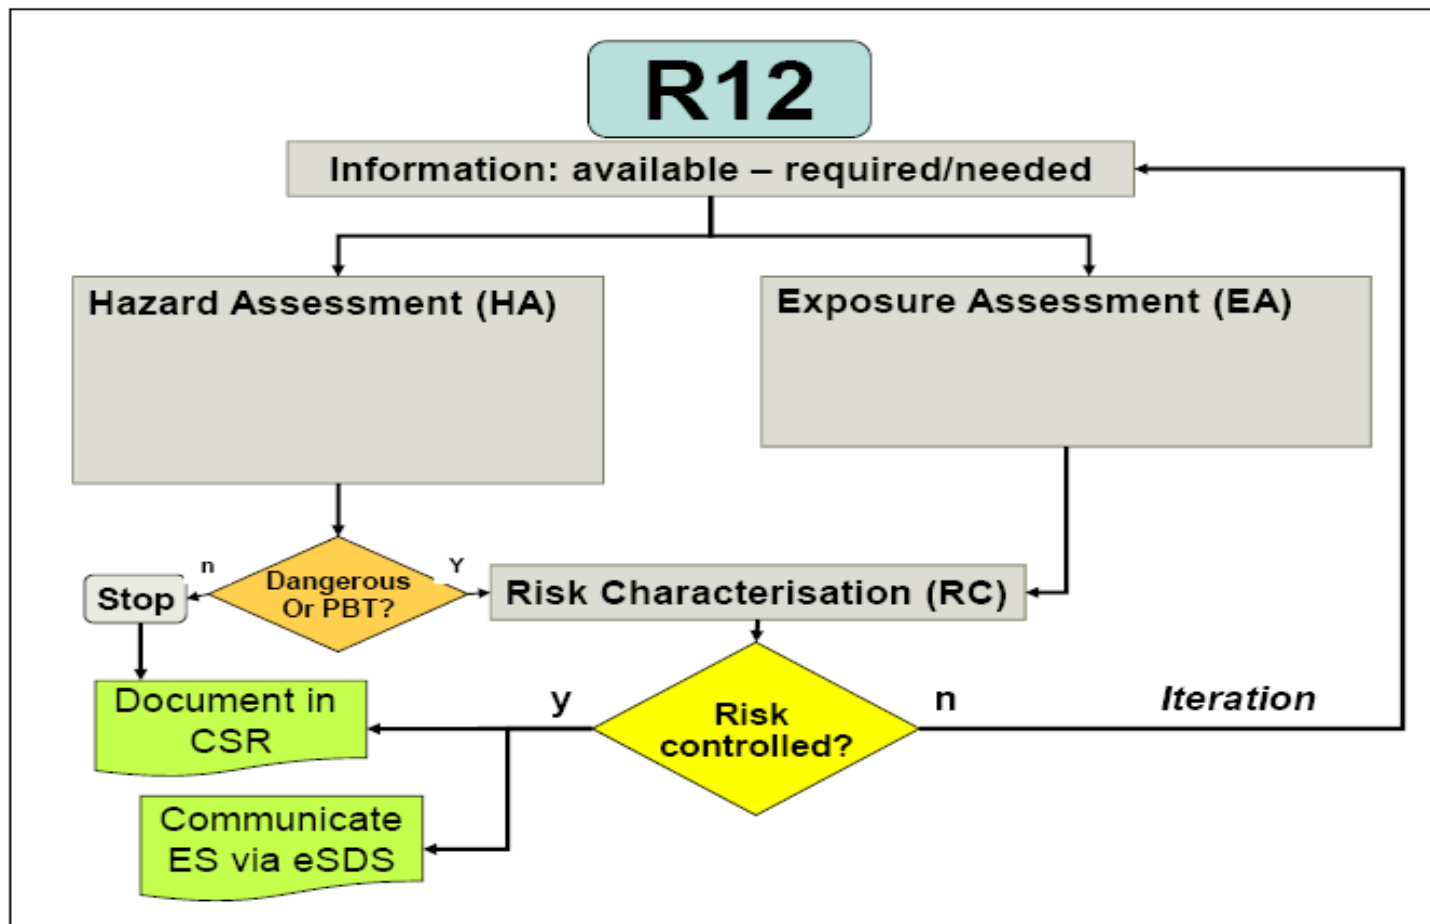 R12
Information: available – required/needed
Hazard Assessment (HA)
Exposure Assessment (EA)
n
Y
Dangerous
Or PBT?
Stop
Risk Characterisation (RC)
Document in
CSR
y
n
Iteration
Risk
controlled?
Communicate
ES via eSDS